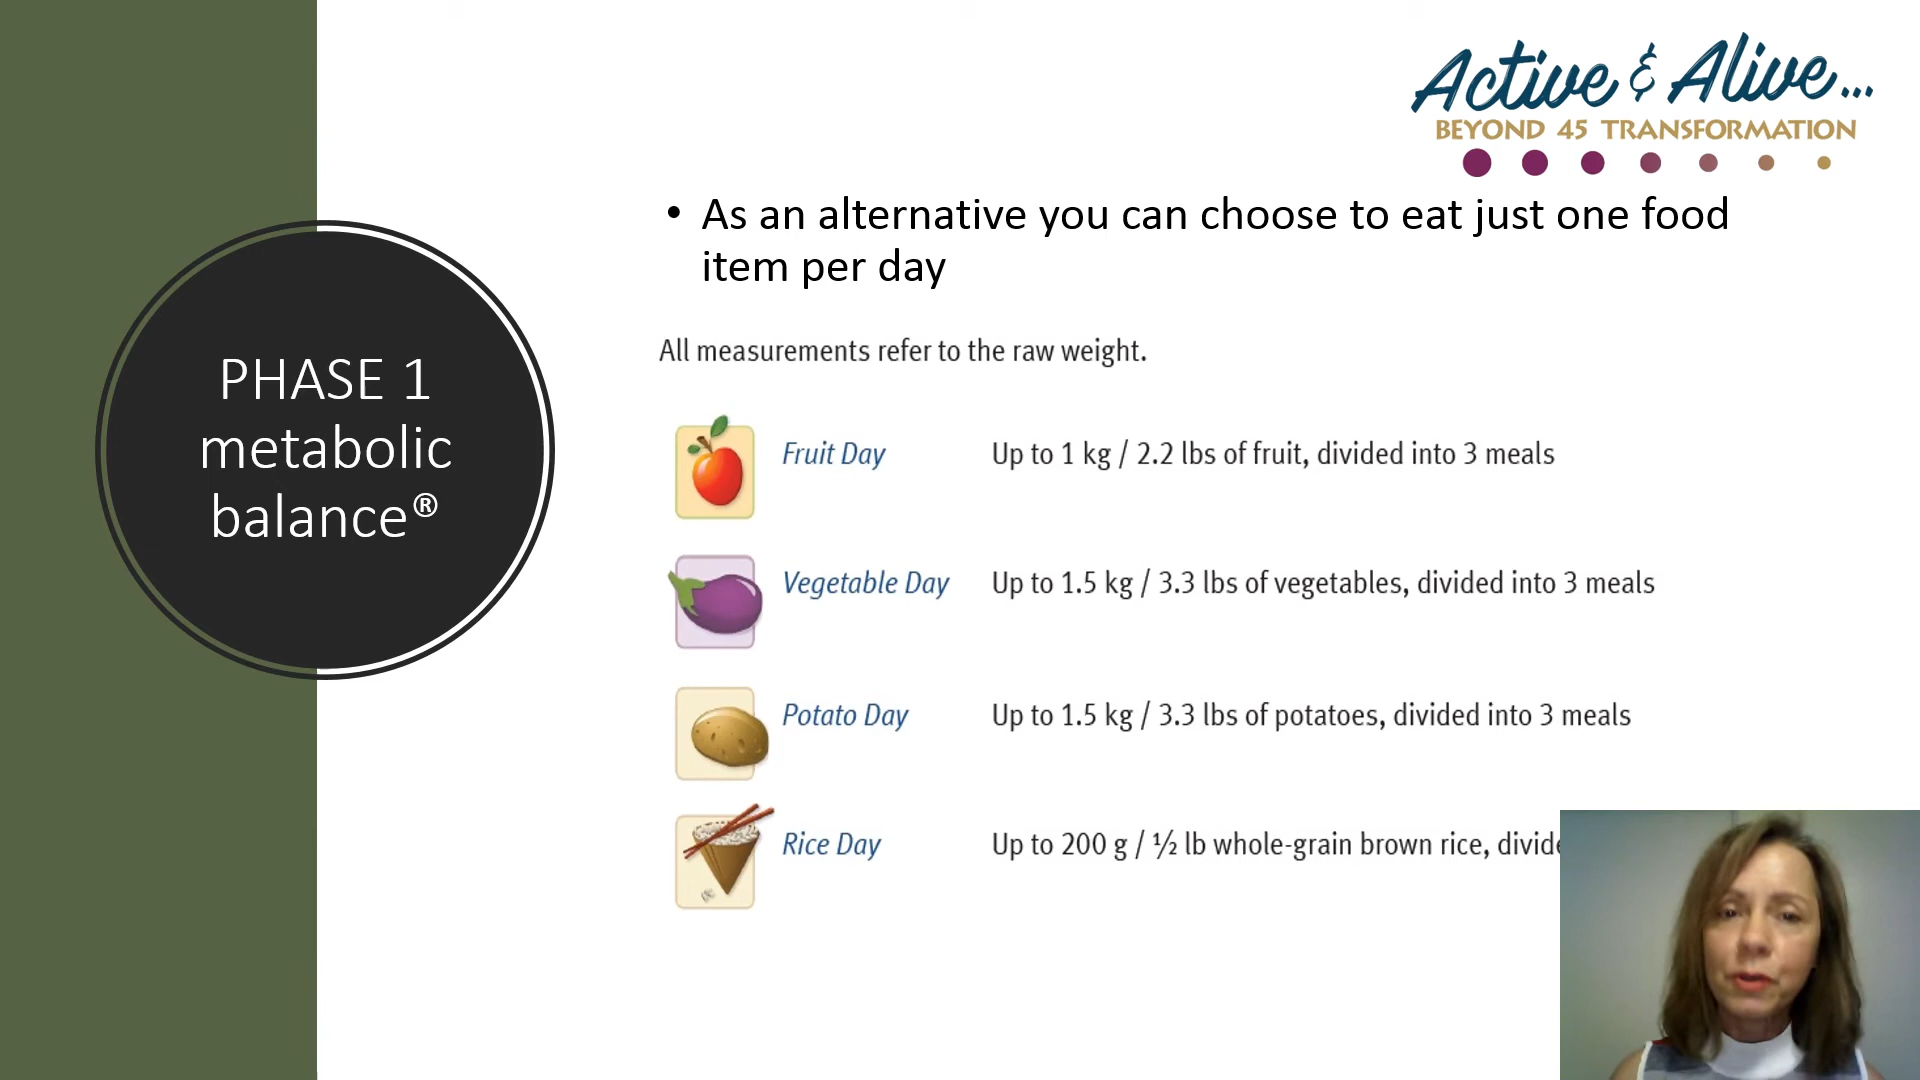 Active & Alive...
BEYOND 45 TRANSFORMATION
• As an alternative you can choose to eat just one food
item per day
PHASE 1
metabolic
balance®
All measurements refer to the raw weight.
Fruit Day Up to 1 kg / 2.2 lbs of fruit, divided into 3 meals
Vegetable Day Up to 1.5 kg / 3.3 lbs of vegetables, divided into 3 meals
Potato Day Up to 1.5 kg / 3.3 lbs of potatoes, divided into 3 meals
Rice Day Up to 200 g / ½ lb whole-grain brown rice,